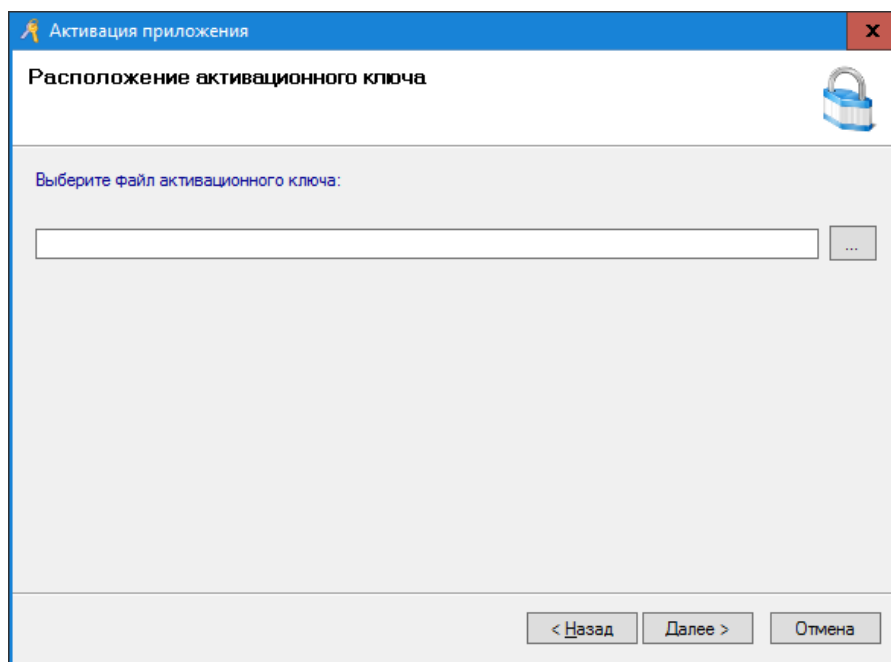 Активация приложения
Расположение активационного ключа
Выберите файл активационного ключа:
...
< Назад Далее > Отмена